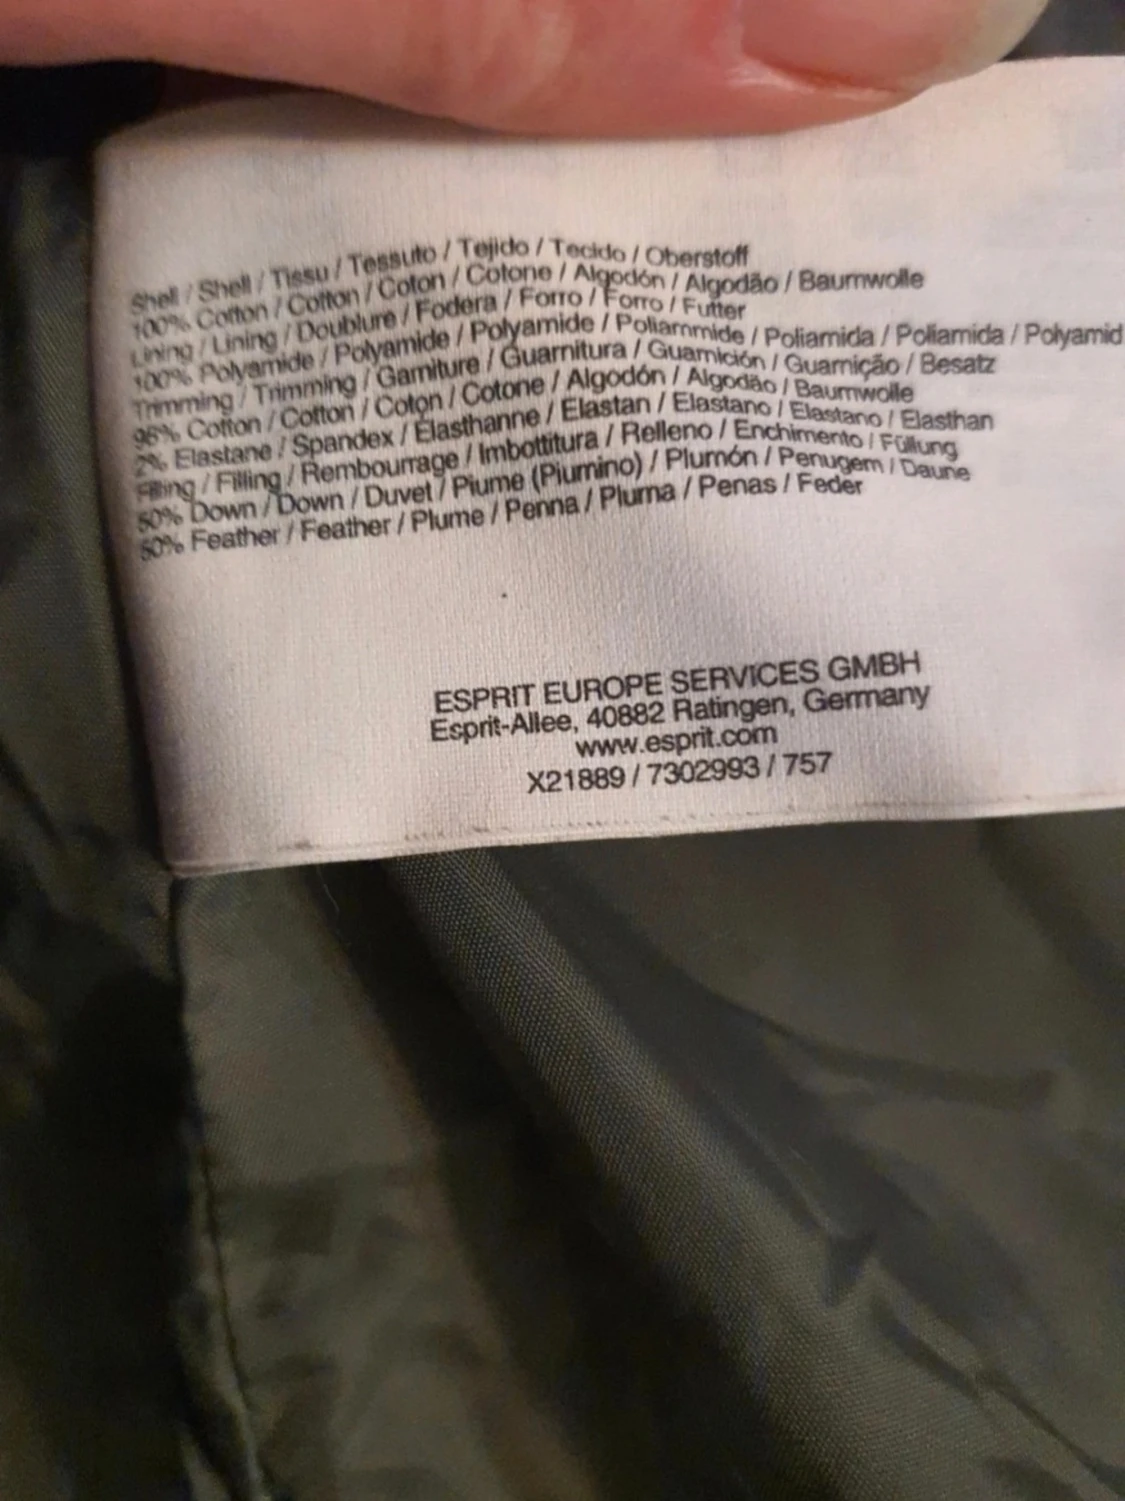 Shell / Shell / Tissu / Tessuto / Tejido / Tecido / Oberstoff
100% Cotton / Cotton / Coton / Cotone / Algodón / Algodão / Baumwolle
Lining / Lining / Doublure / Fodera / Forro / Forro / Futter
100% Polyamide / Polyamide / Polyamide / Poliammide / Poliamida / Poliamida / Polyamid
Trimming / Trimming / Garniture / Guarnitura / Guarnición / Guarnição / Besatz
98% Cotton / Cotton / Coton / Cotone / Algodón / Algodão / Baumwolle
2% Elastane / Spandex / Élasthanne / Elastan / Elastano / Elastano / Elasthan
Filling / Filling / Rembourrage / Imbottitura / Relleno / Enchimento / Füllung
50% Down / Down / Duvet / Piume (Piumino) / Plumón / Penugem / Daune
50% Feather / Feather / Plume / Penna / Pluma / Penas / Feder
ESPRIT EUROPE SERVICES GMBH
Esprit-Allee, 40882 Ratingen, Germany
www.esprit.com
X21889 / 7302993 / 757